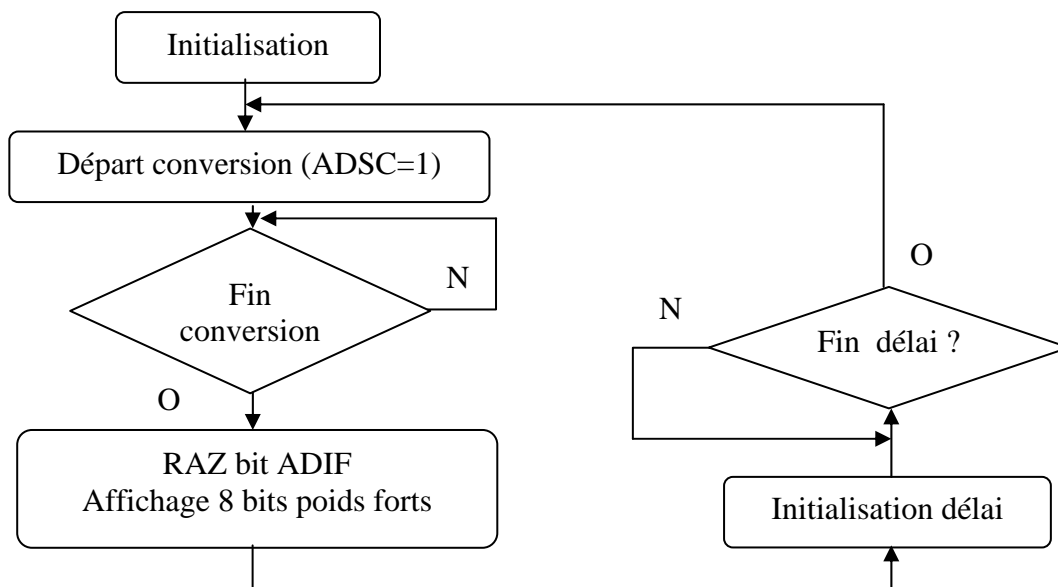 Initialisation
Départ conversion (ADSC=1)
N
Fin
conversion
O
RAZ bit ADIF
Affichage 8 bits poids forts
O
N
Fin délai ?
Initialisation délai